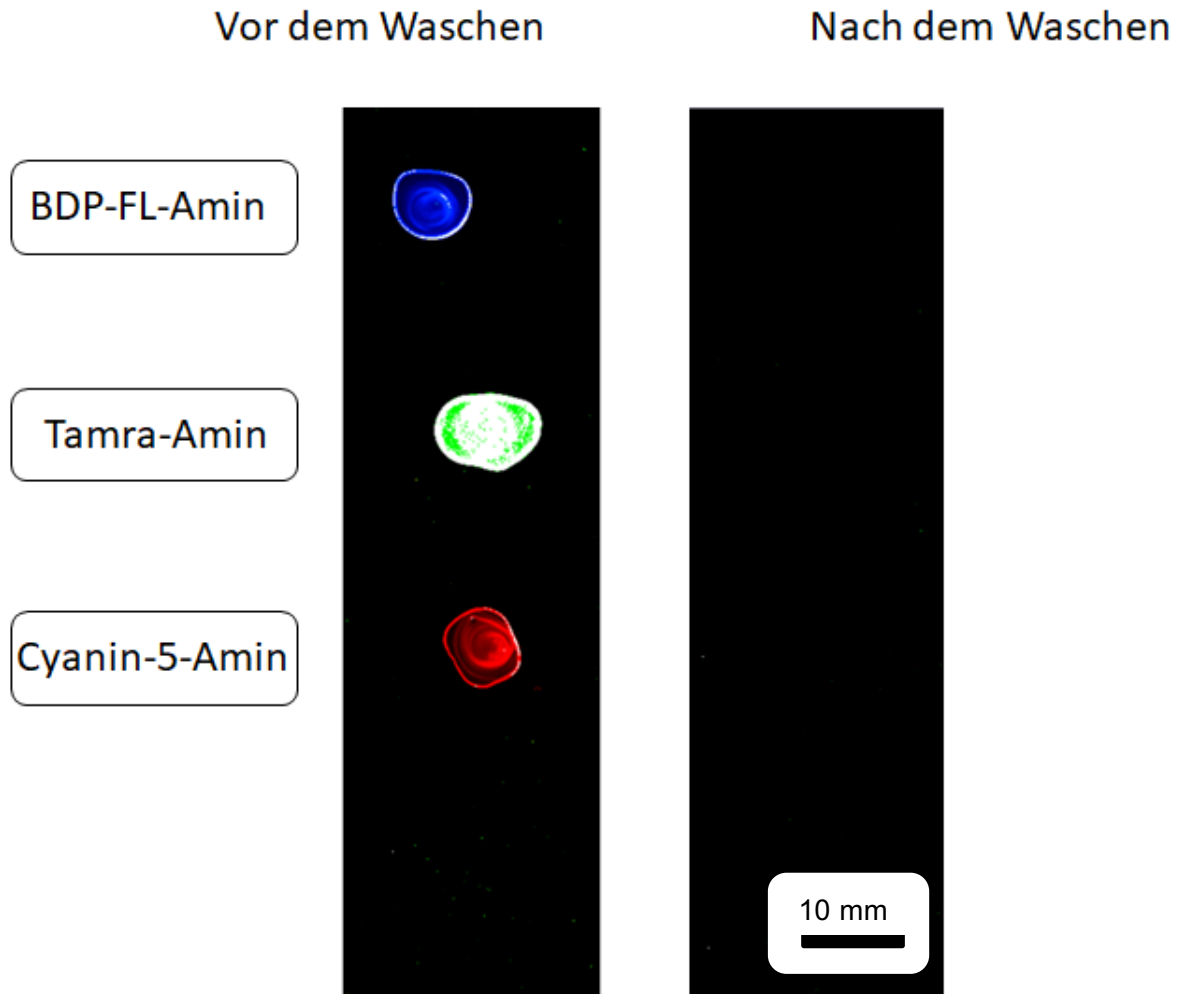 Vor dem Waschen
Nach dem Waschen
BDP-FL-Amin
Tamra-Amin
Cyanin-5-Amin
10 mm